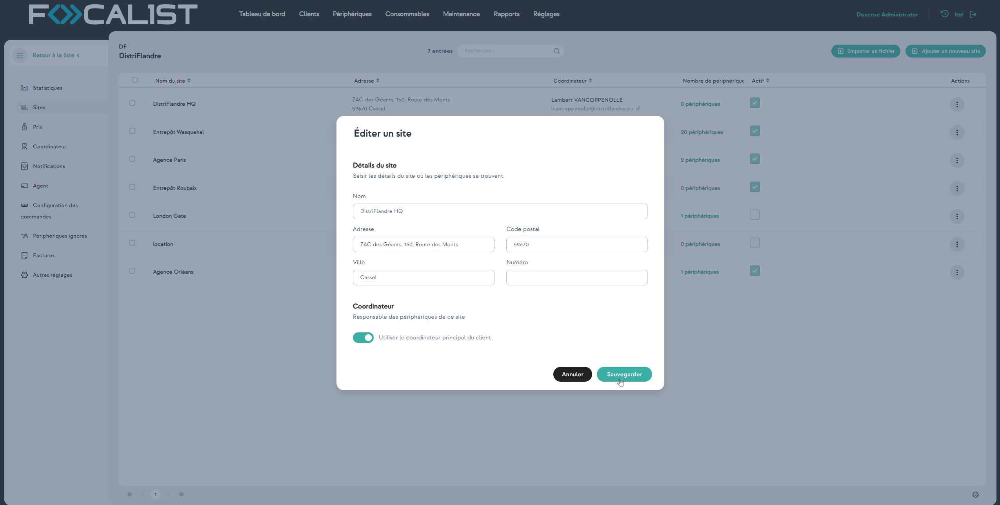 FOCALIST
Tableau de bord
Clients
Périphériques
Consommables
Maintenance
Rapports
Réglages
Doxense Administrator
Retour à la liste
Statistiques
Sites
Prix
Coordinateur
Notifications
Agent
Configuration des
commandes
Périphériques ignorés
Factures
Autres réglages
DF
DistriFlandre
7 entrées
Rechercher...
Importer un fichier
Ajouter un nouveau site
Nom du site
Adresse
Coordinateur
Nombre de périphérique
Actif
Actions
DistriFlandre HQ
ZAC des Géants, 150, Route des Monts
59670 Cassel
Lambert VANCOPPENOLLE
lvancoppenolle@distriflandre.eu
0 périphériques
Entrepôt Wasquehal
20 périphériques
Agence Paris
2 périphériques
Entrepôt Roubaix
0 périphériques
London Gate
1 périphériques
location
0 périphériques
Agence Orléans
1 périphériques
Éditer un site
Détails du site
Saisir les détails du site où les périphériques se trouvent
Nom
DistriFlandre HQ
Adresse
Code postal
ZAC des Géants, 150, Route des Monts
59670
Ville
Numéro
Cassel
Coordinateur
Responsable des périphériques de ce site
Utiliser le coordinateur principal du client
Annuler
Sauvegarder
1